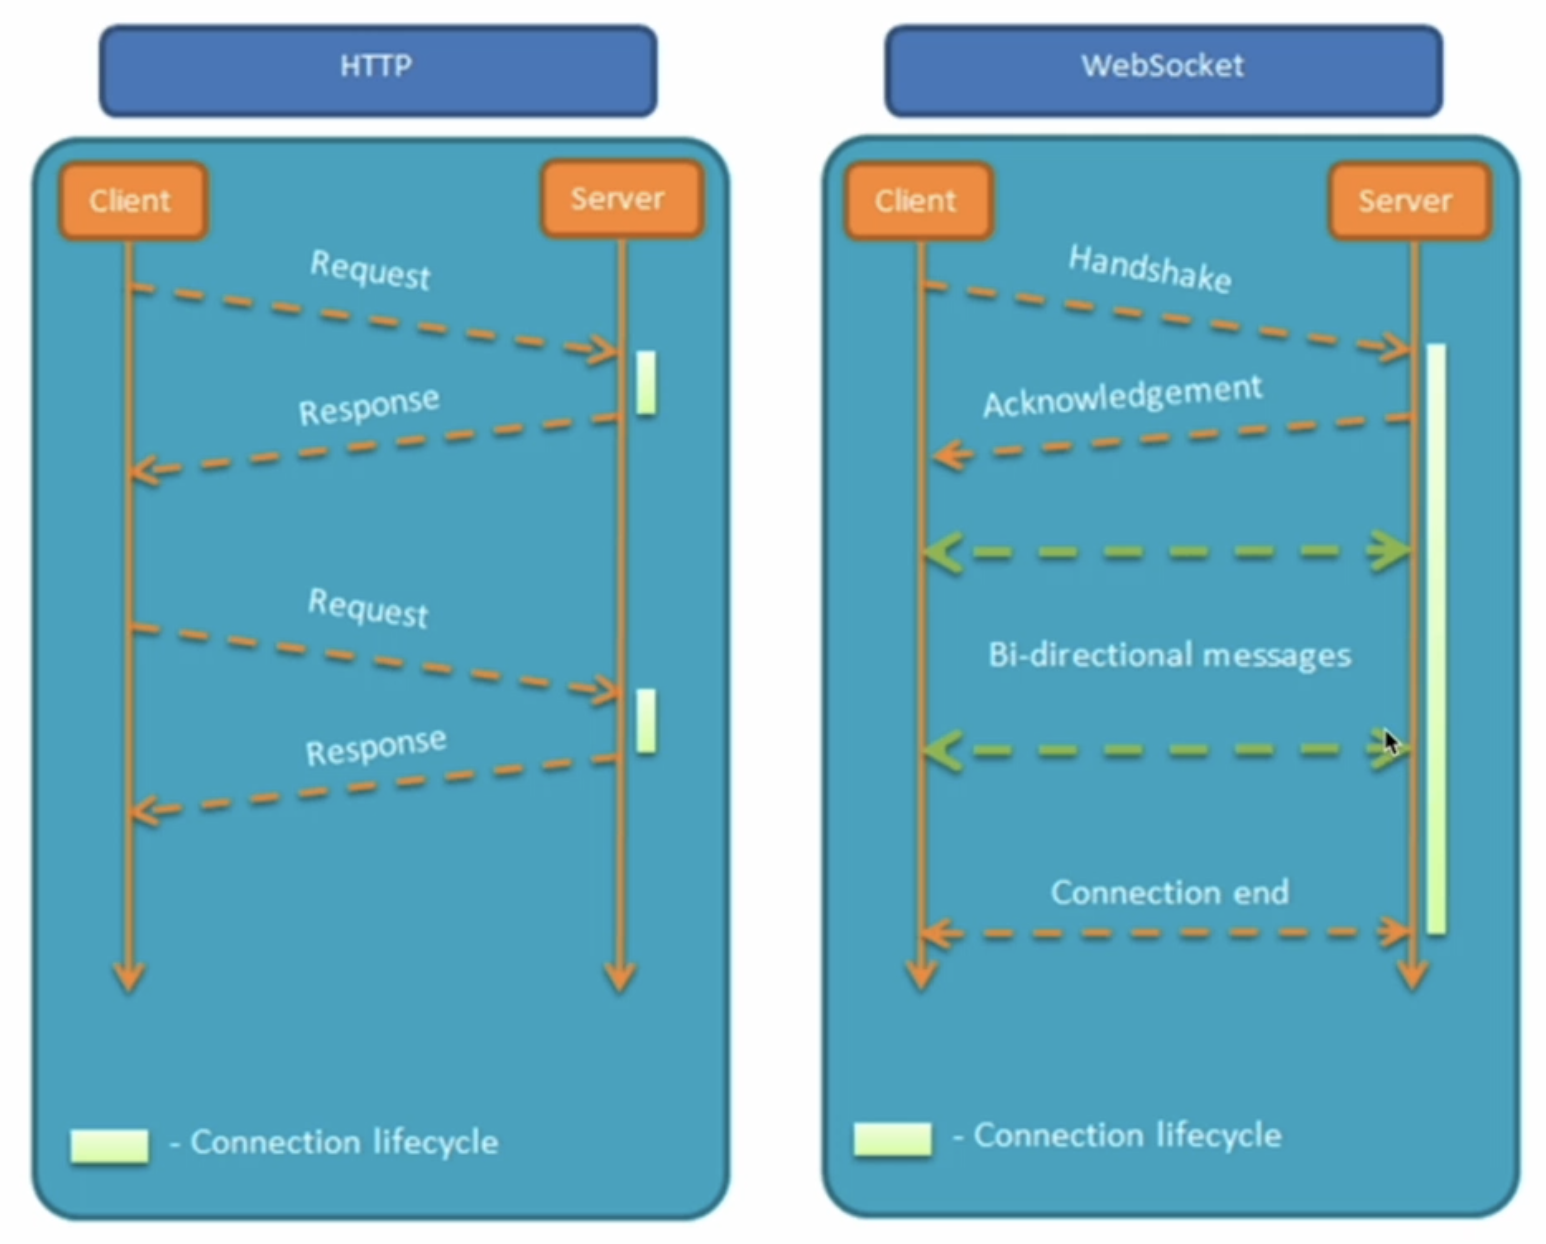 HTTP
Client
Server
Request
Response
Request
Response
- Connection lifecycle
WebSocket
Client
Server
Handshake
Acknowledgement
Bi-directional messages
Connection end
- Connection lifecycle